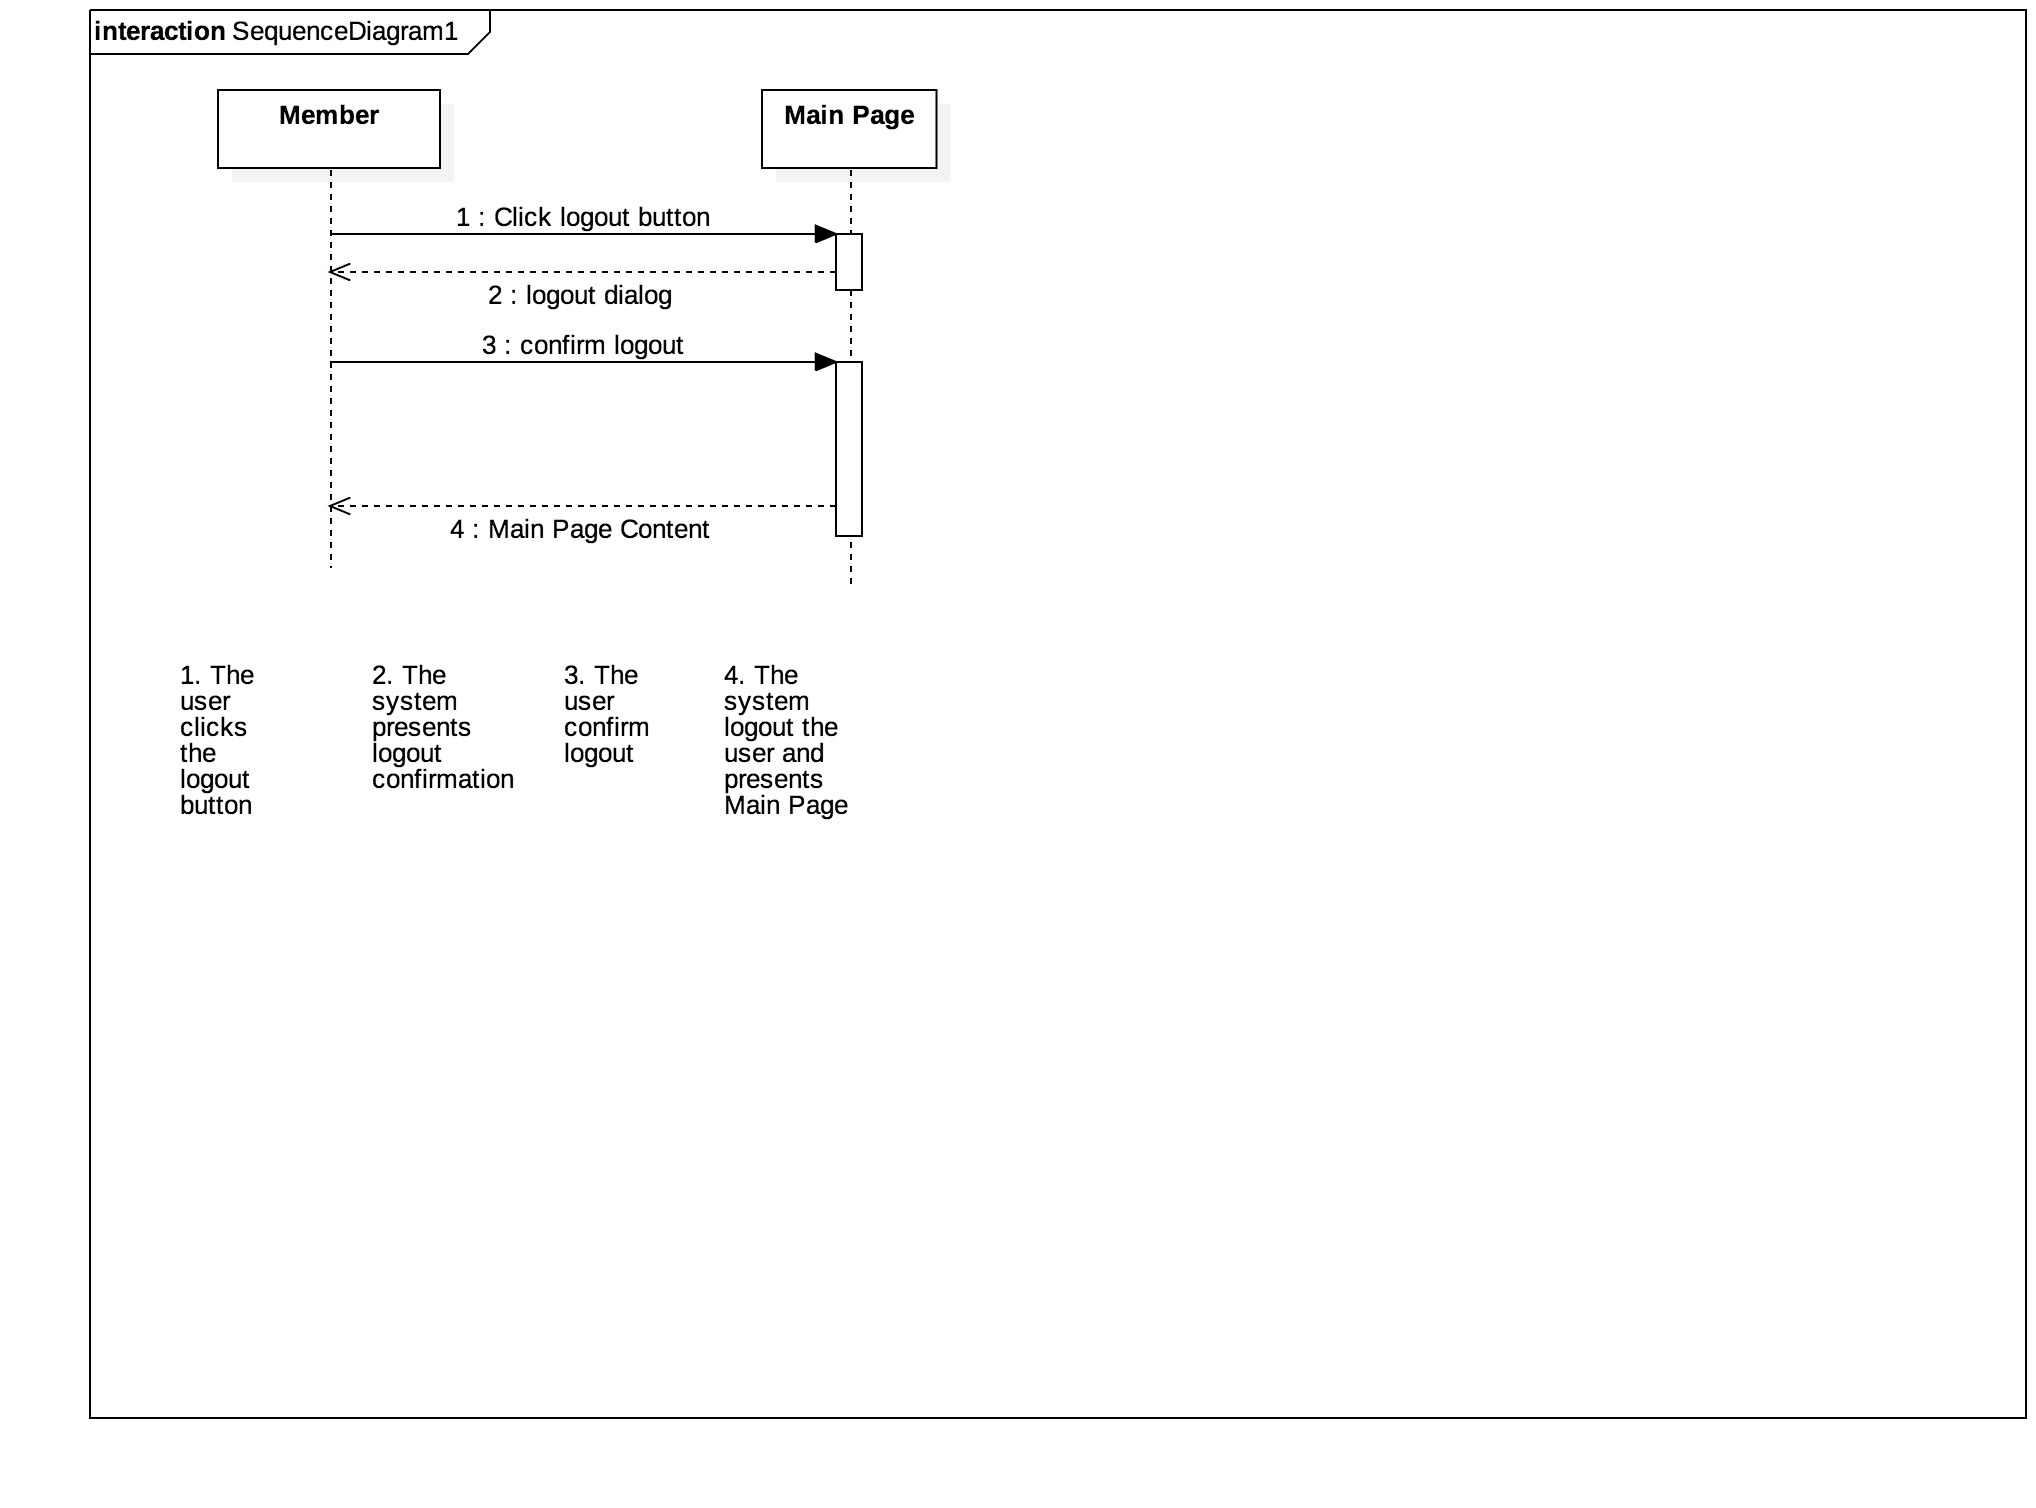 interaction SequenceDiagram1
Member
Main Page
1 : Click logout button
2 : logout dialog
3 : confirm logout
4 : Main Page Content
1. The
user
clicks
the
logout
button
2. The
system
presents
logout
confirmation
3. The
user
confirm
logout
4. The
system
logout the
user and
presents
Main Page